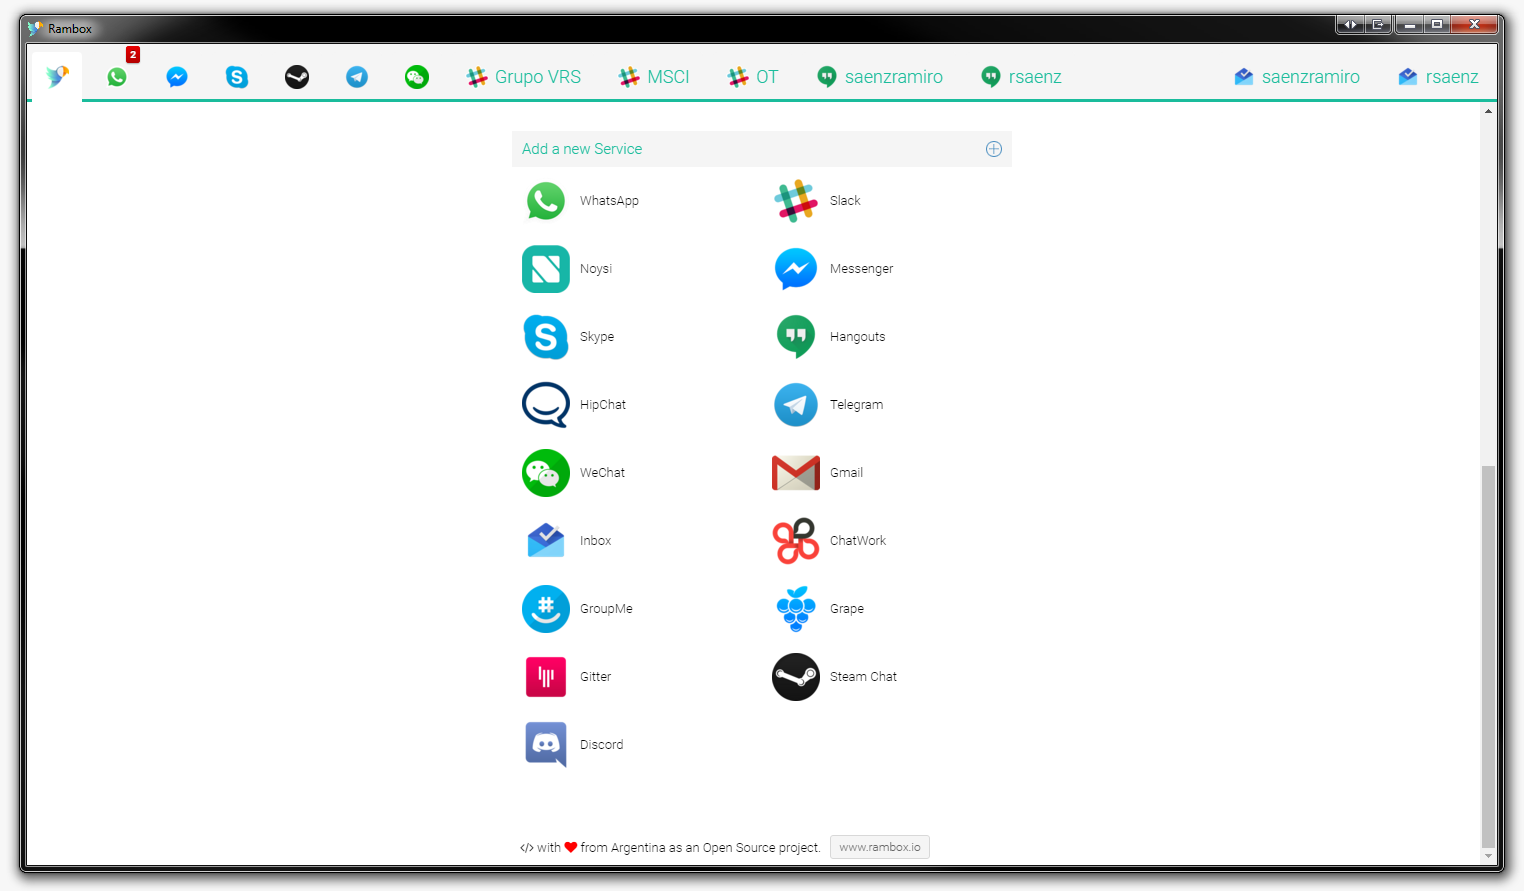 Rambox
2
Grupo VRS MSCI OT saenzramiro rsaenz saenzramiro rsaenz
Add a new Service
WhatsApp Slack
Noysi Messenger
Skype Hangouts
HipChat Telegram
WeChat Gmail
Inbox ChatWork
GroupMe Grape
Gitter Steam Chat
Discord
</> with from Argentina as an Open Source project. www.rambox.io